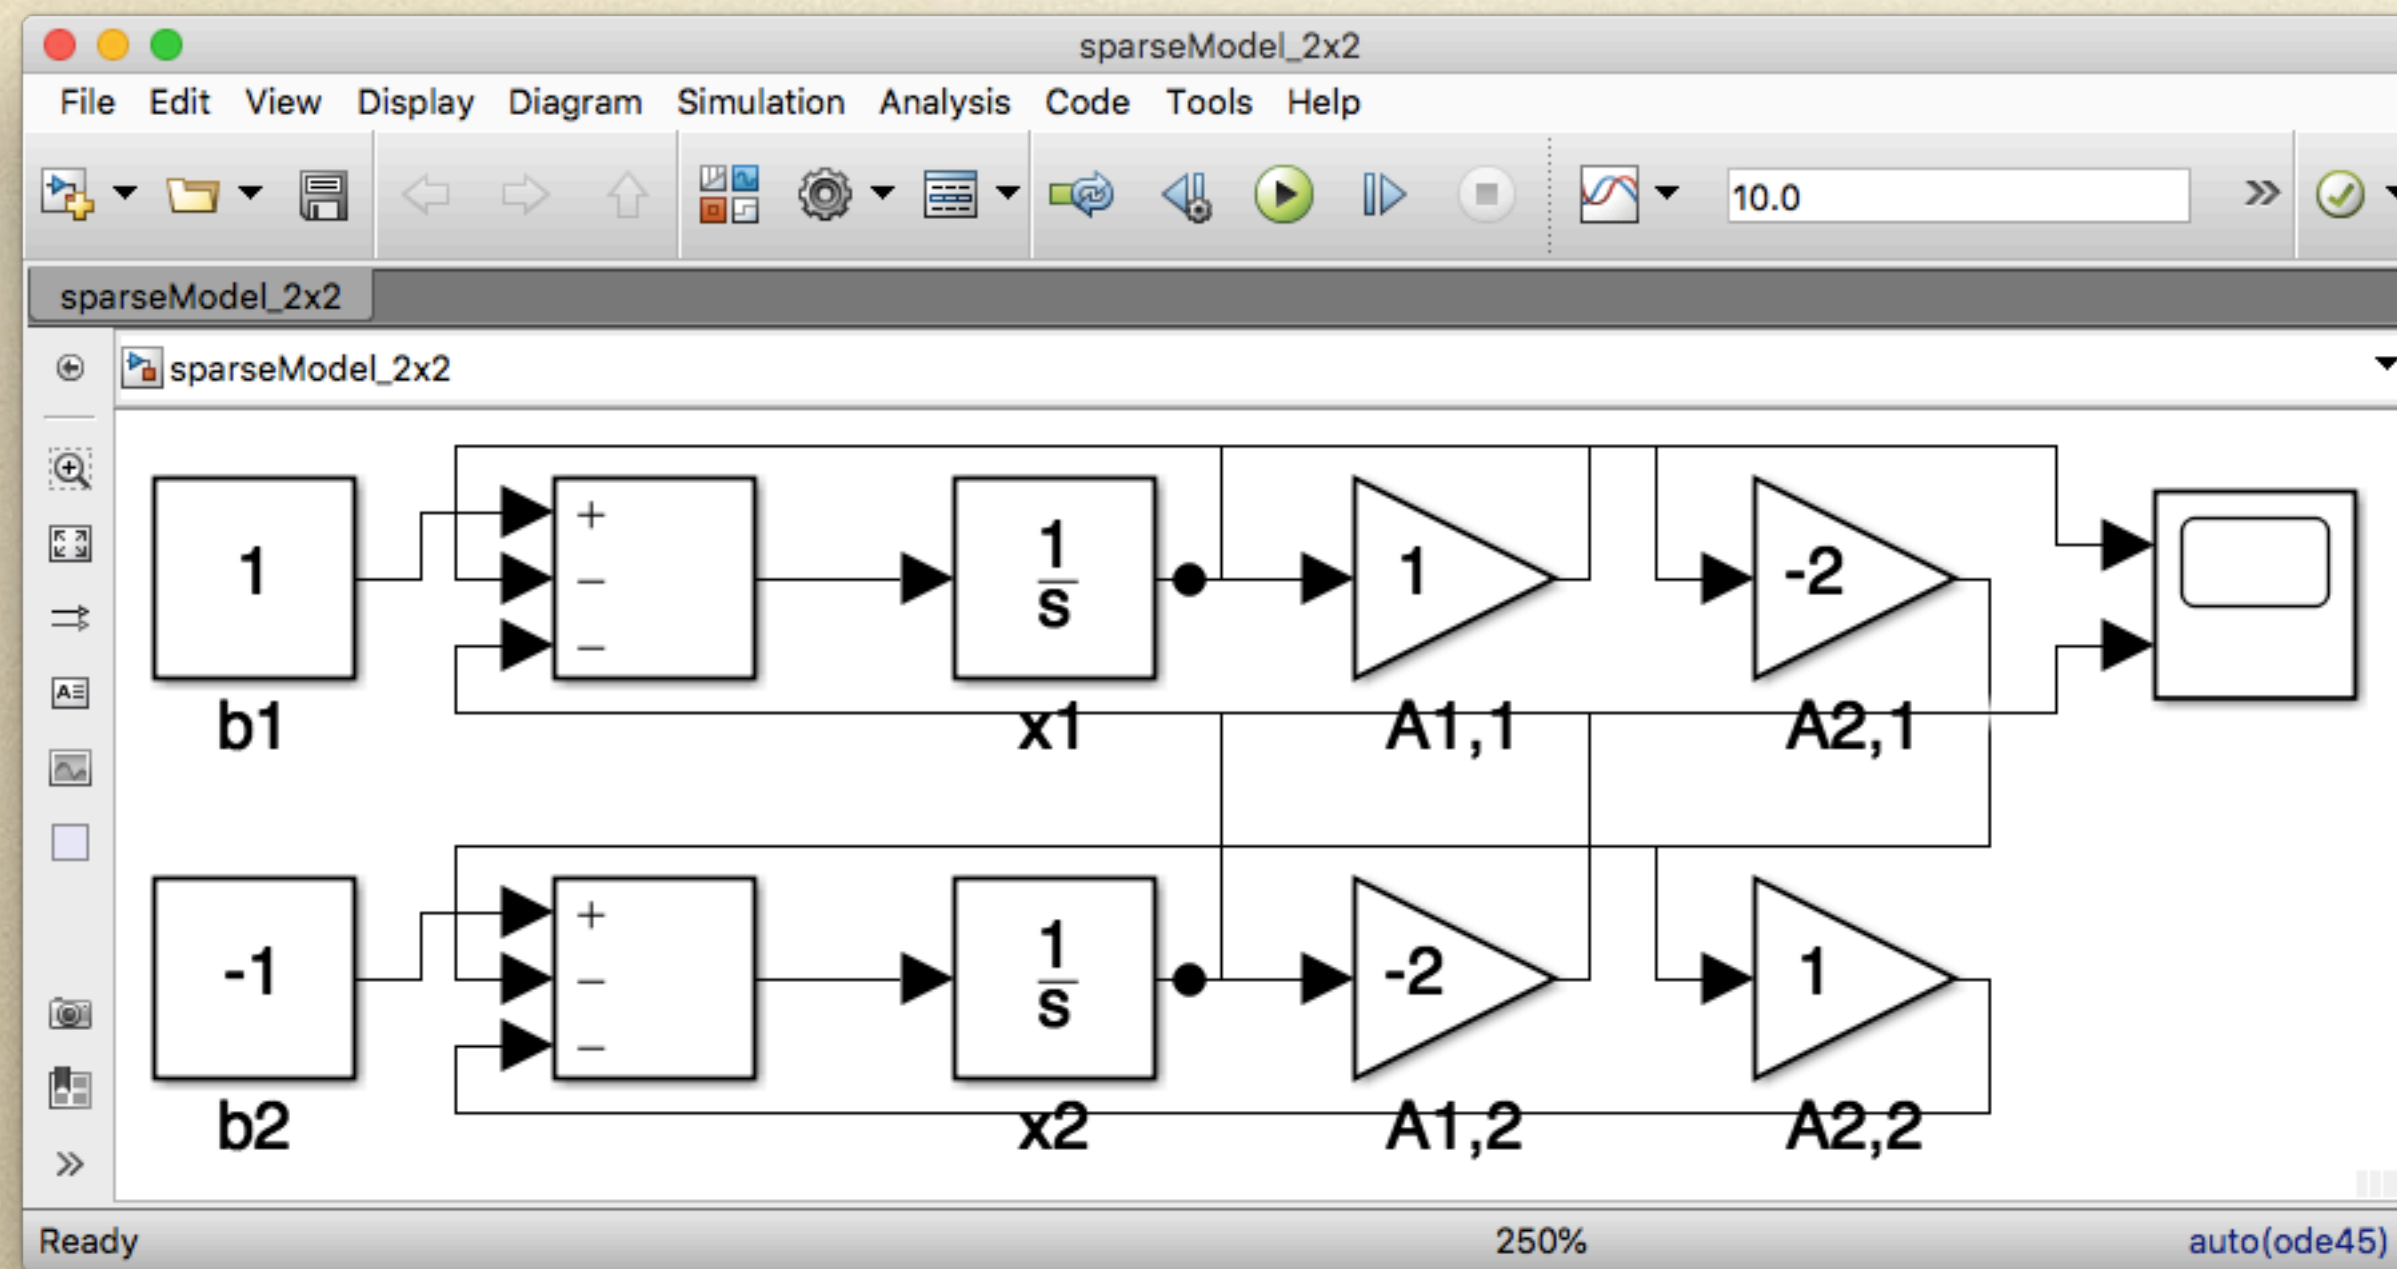 sparseModel_2x2
File Edit View Display Diagram Simulation Analysis Code Tools Help
10.0
sparseModel_2x2
sparseModel_2x2
1
+
−
−
1
s
1
-2
b1
x1
A1,1
A2,1
-1
+
−
−
1
s
-2
1
b2
x2
A1,2
A2,2
Ready
250%
auto(ode45)